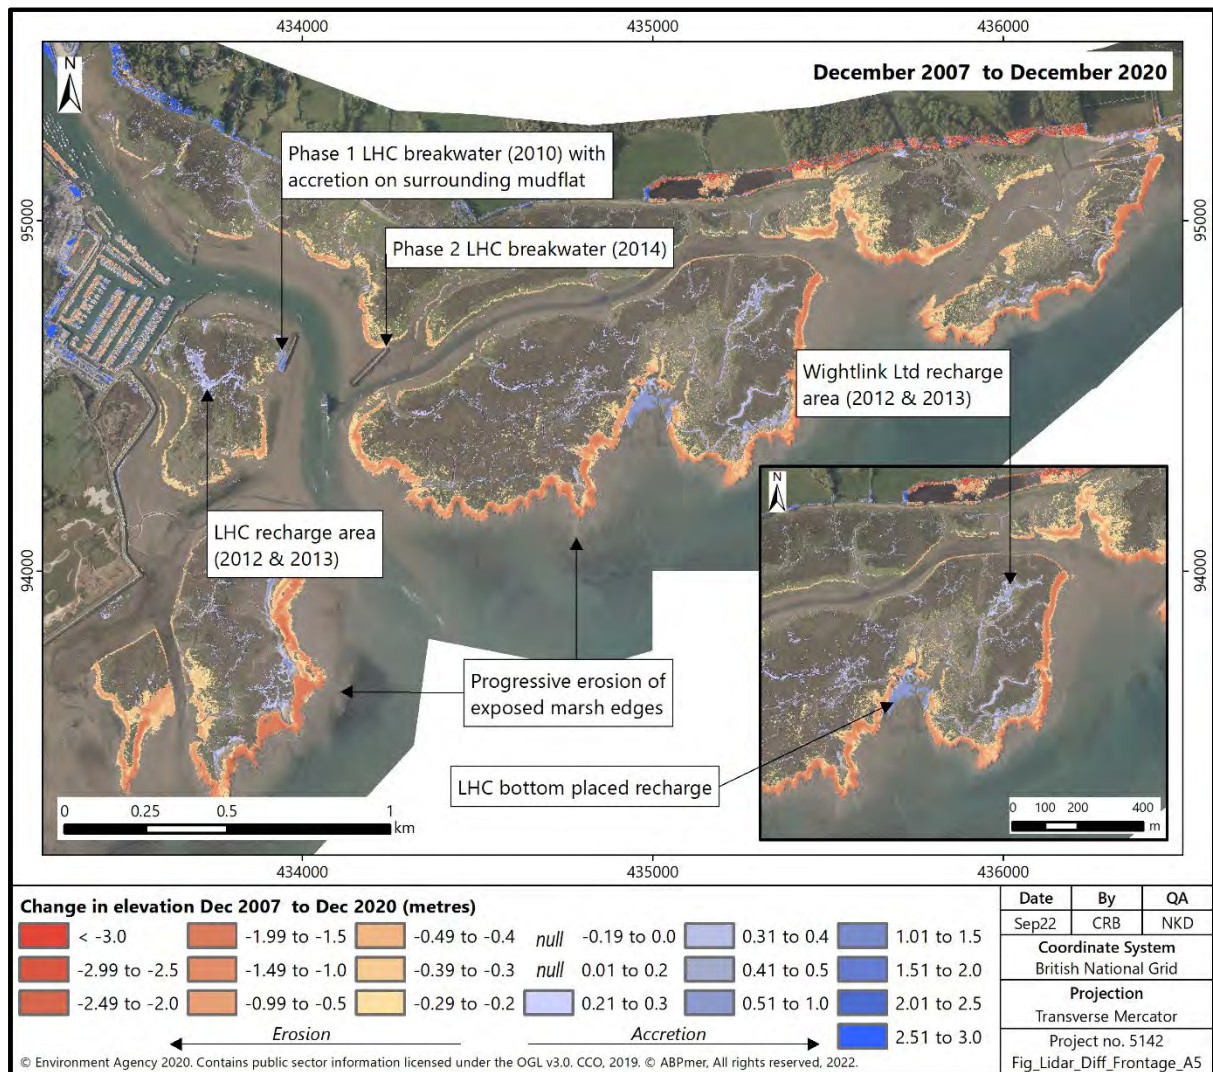 434000
435000
436000
N
December 2007 to December 2020
Phase 1 LHC breakwater (2010) with
accretion on surrounding mudflat
95000
95000
Phase 2 LHC breakwater (2014)
Wightlink Ltd recharge
area (2012 & 2013)
N
LHC recharge area
(2012 & 2013)
94000
94000
Progressive erosion of
exposed marsh edges
LHC bottom placed recharge
0 0.25 0.5 1
km
0 100 200 400
m
434000
435000
436000
Change in elevation Dec 2007 to Dec 2020 (metres)
< -3.0
-2.99 to -2.5
-2.49 to -2.0
-1.99 to -1.5
-1.49 to -1.0
-0.99 to -0.5
-0.49 to -0.4
-0.39 to -0.3
-0.29 to -0.2
null -0.19 to 0.0
null 0.01 to 0.2
0.21 to 0.3
0.31 to 0.4
0.41 to 0.5
0.51 to 1.0
1.01 to 1.5
1.51 to 2.0
2.01 to 2.5
2.51 to 3.0
Erosion
Accretion
© Environment Agency 2020. Contains public sector information licensed under the OGL v3.0. CCO, 2019. © ABPmer, All rights reserved, 2022.
Date By QA
Sep22 CRB NKD
Coordinate System
British National Grid
Projection
Transverse Mercator
Project no. 5142
Fig_Lidar_Diff_Frontage_A5